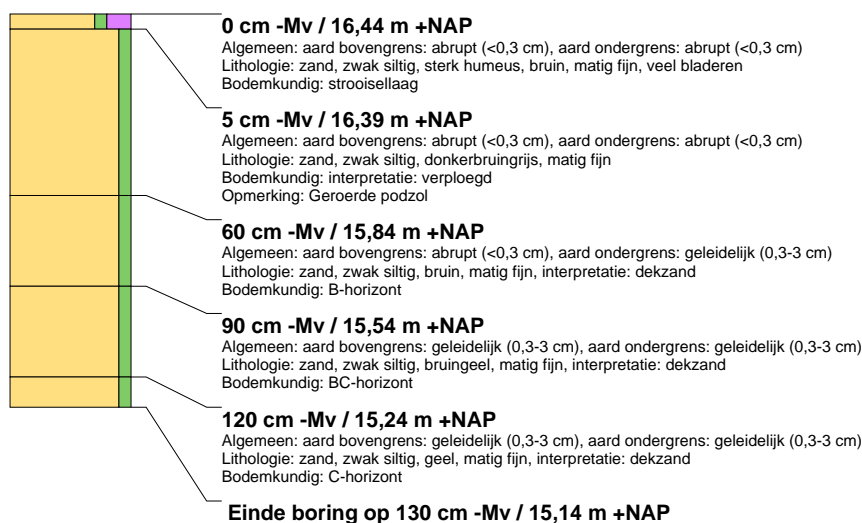 0 cm -Mv / 16,44 m +NAP
Algemeen: aard bovengrens: abrupt (<0,3 cm), aard ondergrens: abrupt (<0,3 cm)
Lithologie: zand, zwak siltig, sterk humeus, bruin, matig fijn, veel bladeren
Bodemkundig: strooisellaag
5 cm -Mv / 16,39 m +NAP
Algemeen: aard bovengrens: abrupt (<0,3 cm), aard ondergrens: abrupt (<0,3 cm)
Lithologie: zand, zwak siltig, donkerbruingrijs, matig fijn
Bodemkundig: interpretatie: verploegd
Opmerking: Geroerde podzol
60 cm -Mv / 15,84 m +NAP
Algemeen: aard bovengrens: abrupt (<0,3 cm), aard ondergrens: geleidelijk (0,3-3 cm)
Lithologie: zand, zwak siltig, bruin, matig fijn, interpretatie: dekzand
Bodemkundig: B-horizont
90 cm -Mv / 15,54 m +NAP
Algemeen: aard bovengrens: geleidelijk (0,3-3 cm), aard ondergrens: geleidelijk (0,3-3 cm)
Lithologie: zand, zwak siltig, bruingeel, matig fijn, interpretatie: dekzand
Bodemkundig: BC-horizont
120 cm -Mv / 15,24 m +NAP
Algemeen: aard bovengrens: geleidelijk (0,3-3 cm), aard ondergrens: geleidelijk (0,3-3 cm)
Lithologie: zand, zwak siltig, geel, matig fijn, interpretatie: dekzand
Bodemkundig: C-horizont
Einde boring op 130 cm -Mv / 15,14 m +NAP